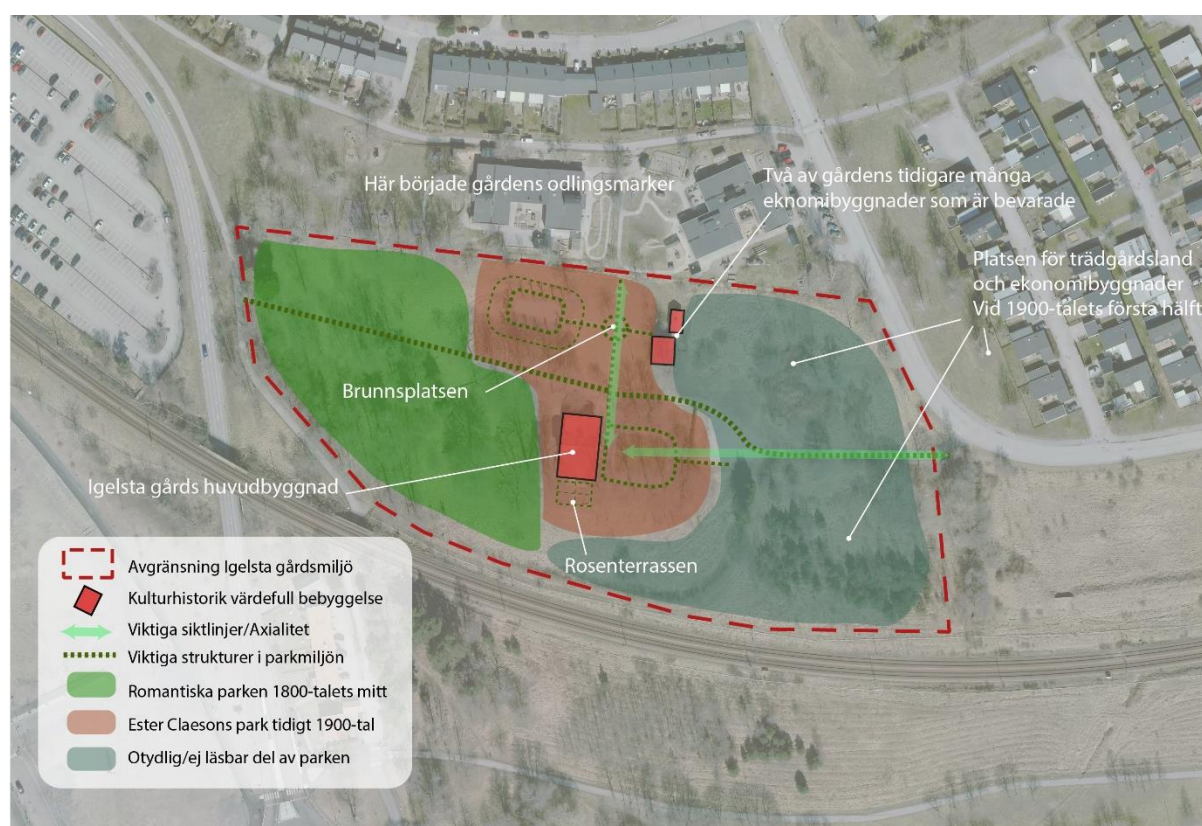 Här började gårdens odlingsmarker
Två av gårdens tidigare många
eknomibyggnader som är bevarade
Platsen för trädgårdsland
och ekonomibyggnader
Vid 1900-talets första hälft
Brunnsplatsen
Igelsta gårds huvudbyggnad
Rosenterrassen
Avgränsning Igelsta gårdsmiljö
Kulturhistorik värdefull bebyggelse
Viktiga siktlinjer/Axialitet
Viktiga strukturer i parkmiljön
Romantiska parken 1800-talets mitt
Ester Claesons park tidigt 1900-tal
Otydlig/ej läsbar del av parken